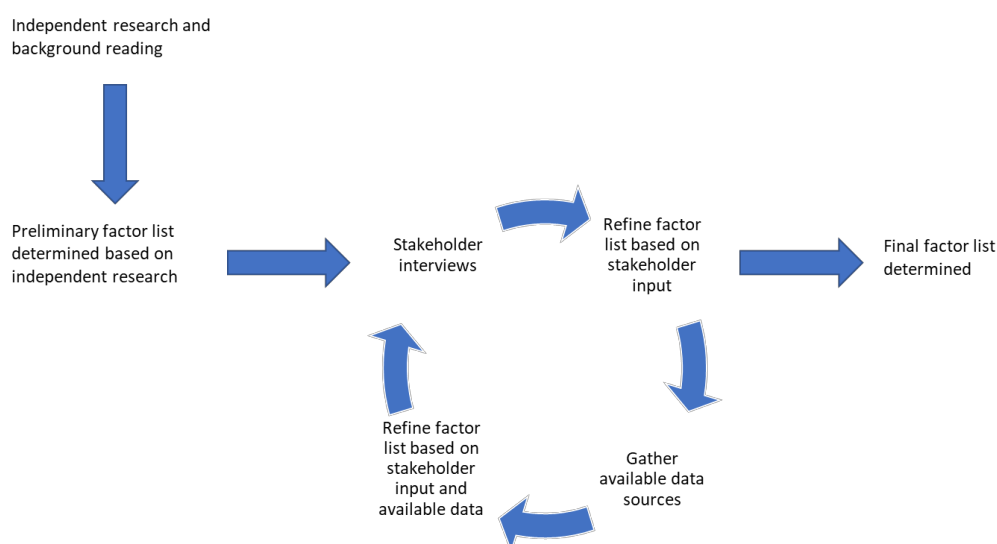 Independent research and
background reading
Preliminary factor list
determined based on
independent research
Stakeholder
interviews
Refine factor
list based on
stakeholder
input
Final factor list
determined
Gather
available data
sources
Refine factor
list based on
stakeholder
input and
available data